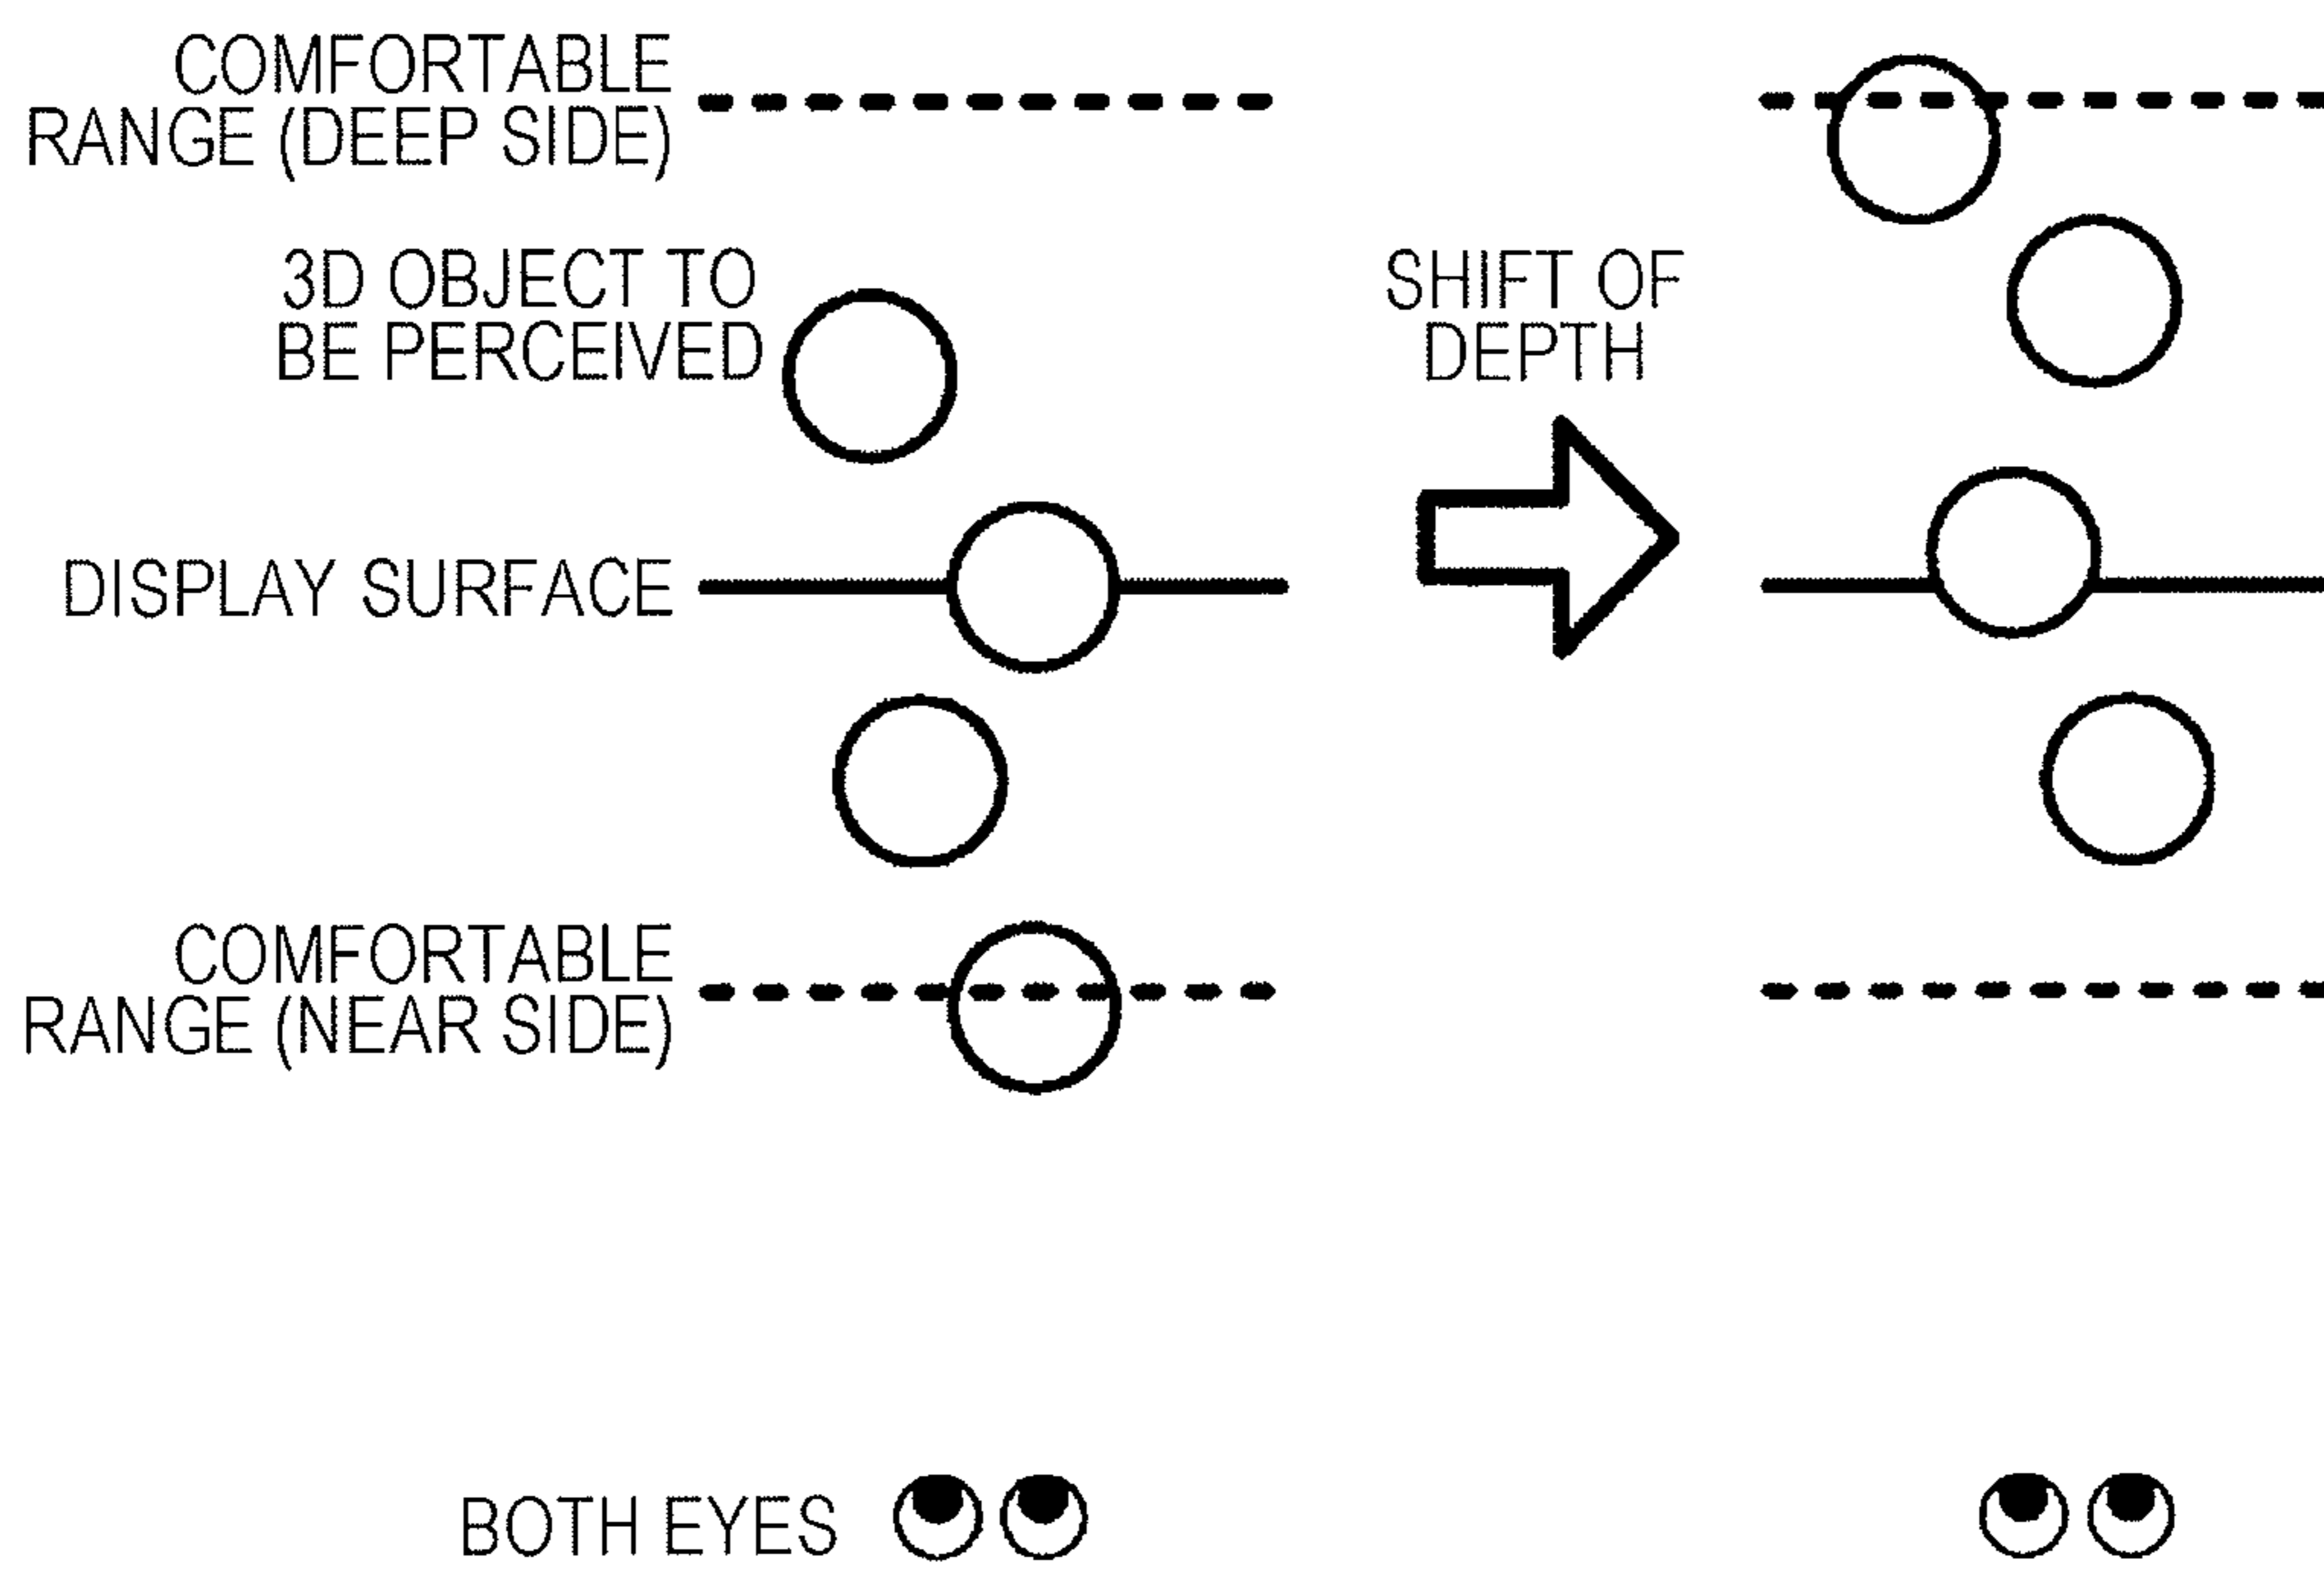 COMFORTABLE
RANGE (DEEP SIDE)
3D OBJECT TO
BE PERCEIVED
SHIFT OF
DEPTH
DISPLAY SURFACE
COMFORTABLE
RANGE (NEAR SIDE)
BOTH EYES